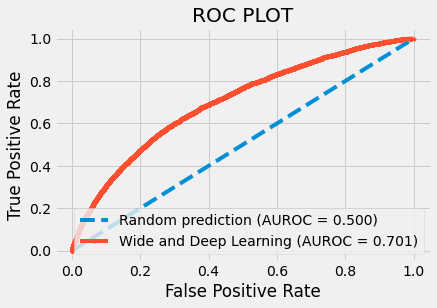 ROC PLOT
True Positive Rate
1.0
0.8
0.6
0.4
0.2
0.0
Random prediction (AUROC = 0.500)
Wide and Deep Learning (AUROC = 0.701)
0.0 0.2 0.4 0.6 0.8 1.0
False Positive Rate